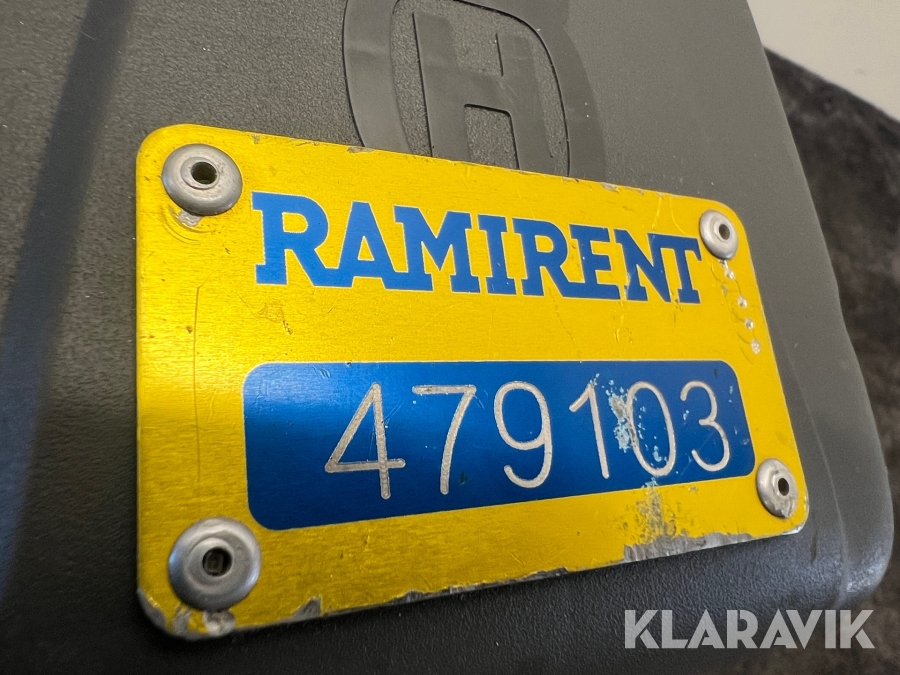 H
RAMIRENT
479103
KLARAVIK